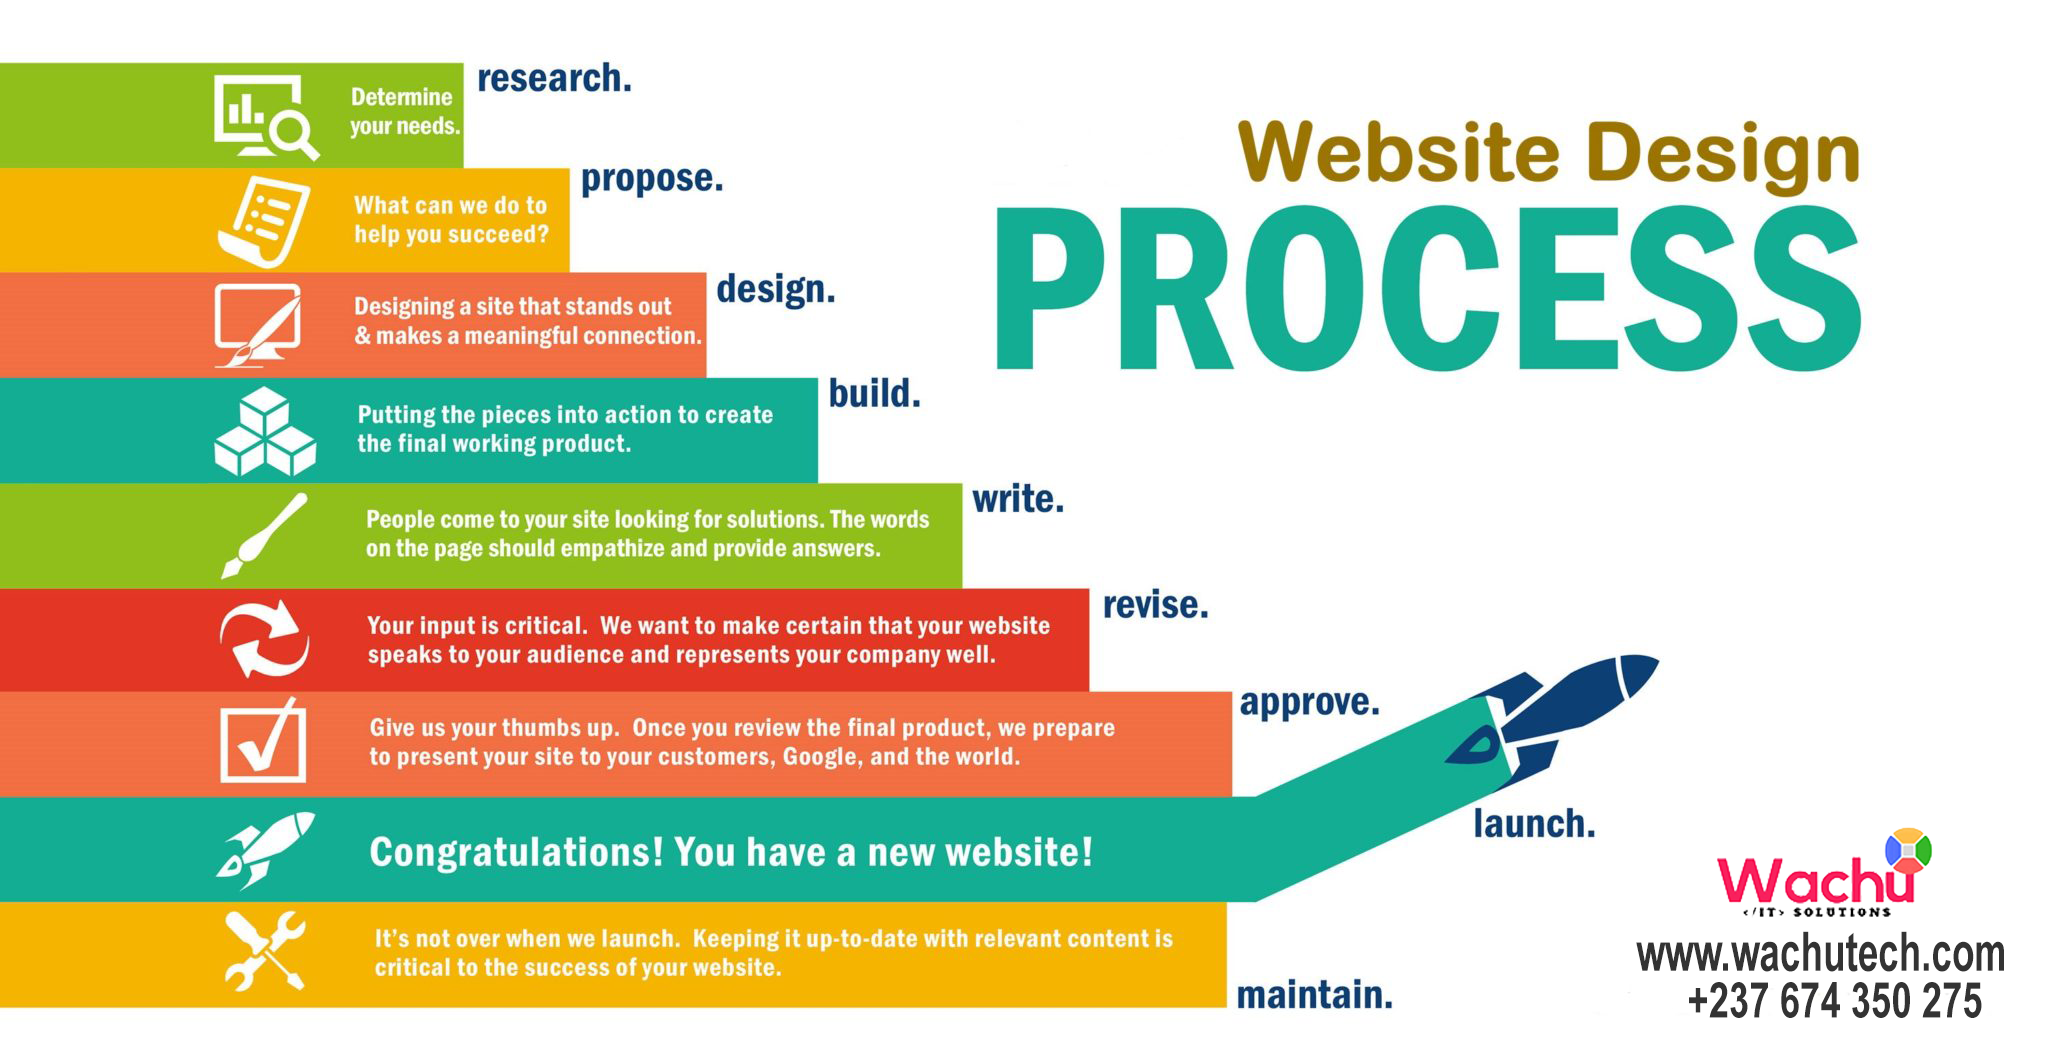 Website Design
PROCESS
research.
Determine
your needs.
propose.
What can we do to
help you succeed?
design.
Designing a site that stands out
& makes a meaningful connection.
build.
Putting the pieces into action to create
the final working product.
write.
People come to your site looking for solutions. The words
on the page should empathize and provide answers.
revise.
Your input is critical.  We want to make certain that your website
speaks to your audience and represents your company well.
approve.
Give us your thumbs up.  Once you review the final product, we prepare
to present your site to your customers, Google, and the world.
launch.
Congratulations! You have a new website!
It’s not over when we launch.  Keeping it up-to-date with relevant content is
critical to the success of your website.
maintain.
Wachu
</IT> SOLUTIONS
www.wachutech.com
+237 674 350 275